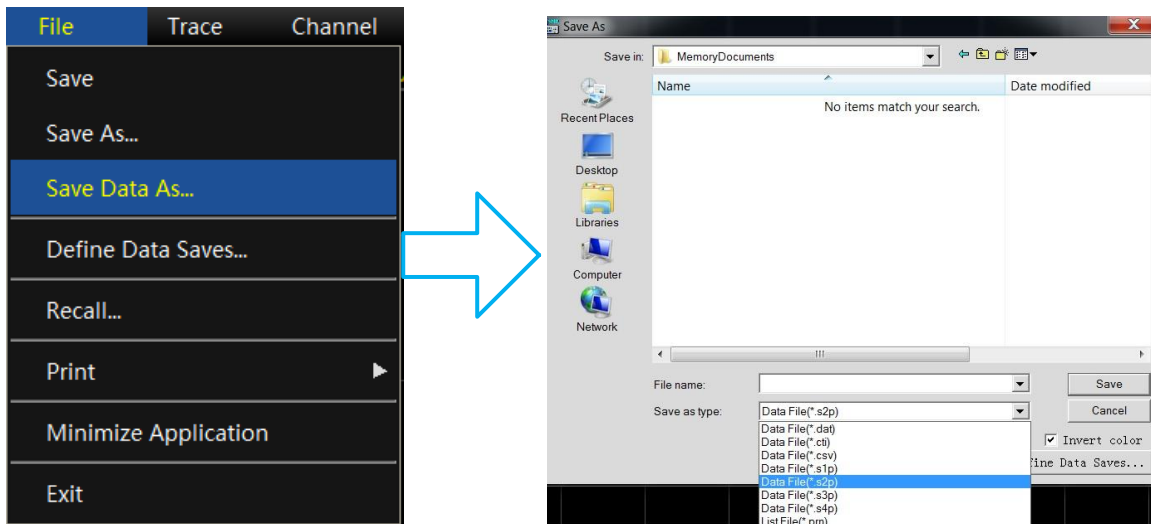 File Trace Channel
Save
Save As...
Save Data As...
Define Data Saves...
Recall...
Print
Minimize Application
Exit
Save As
Save in: MemoryDocuments
Name Date modified
No items match your search.
Recent Places
Desktop
Libraries
Computer
Network
File name: Save
Save as type: Data File(*.s2p) Cancel
Data File(*.dat)
Data File(*.cti) Invert color
Data File(*.csv)
Data File(*.s1p) Data Saves...
Data File(*.s2p)
Data File(*.s3p)
Data File(*.s4p)
List File(*.prn)